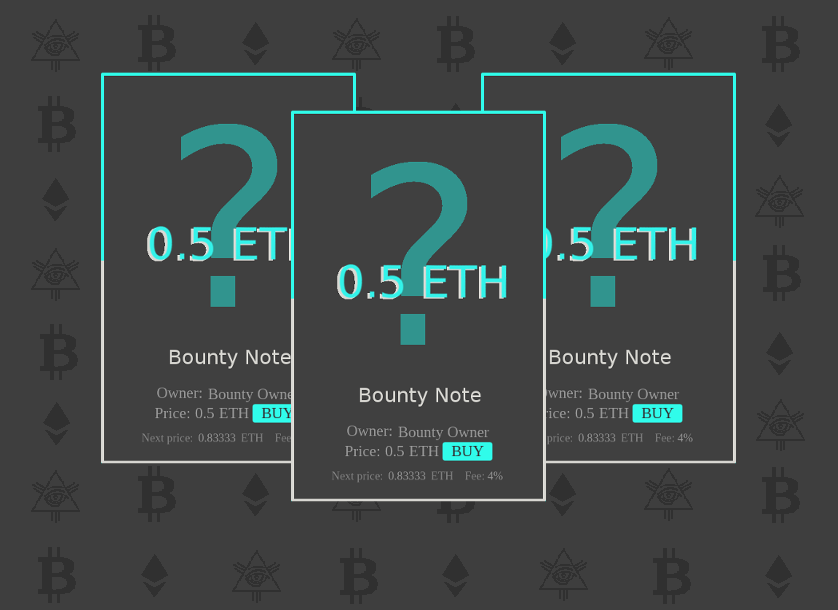 ?
0.5 ET
Bounty Note
Owner: Bounty Owne
Price: 0.5 ETH BUY
Next price: 0.83333 ETH Fee
?
0.5 ETH
Bounty Note
Owner: Bounty Owner
Price: 0.5 ETH BUY
Next price: 0.83333 ETH Fee: 4%
?
0.5 ETH
Bounty Note
wner: Bounty Owner
ice: 0.5 ETH BUY
price: 0.83333 ETH Fee: 4%